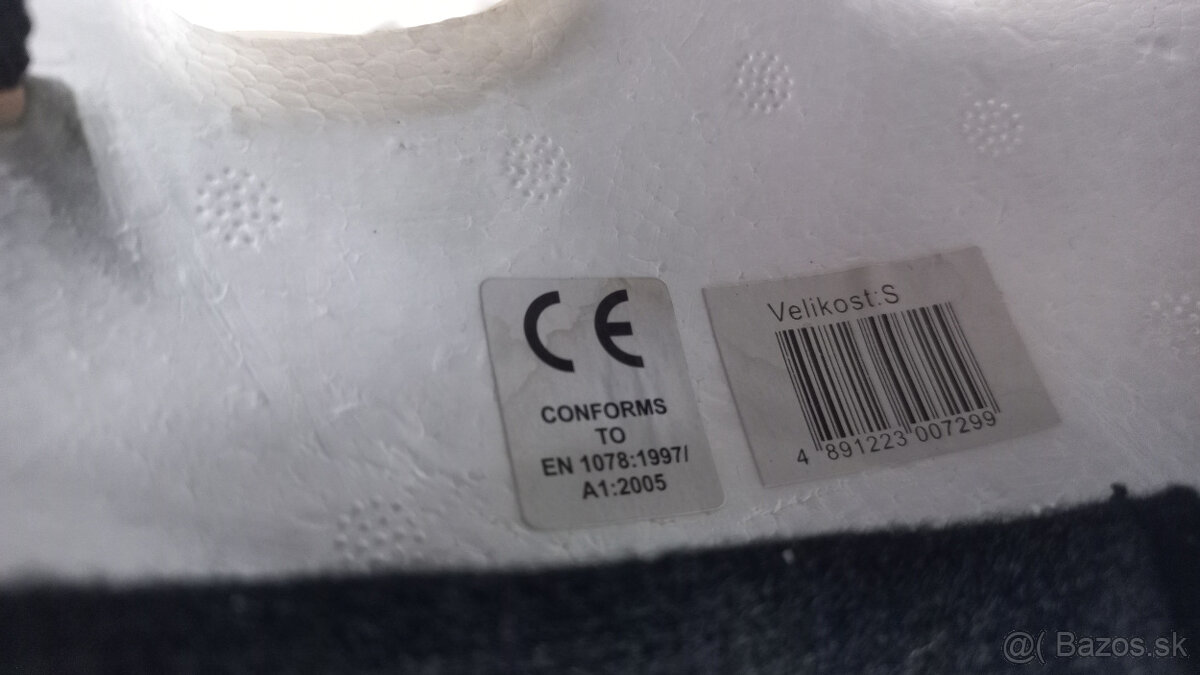 CE
CONFORMS
TO
EN 1078:1997/
A1:2005
Velikost:S
4 891223 007299
@( Bazos.sk